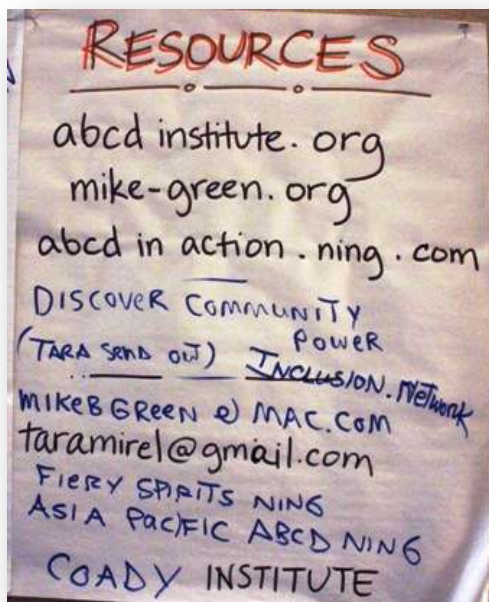 RESOURCES
abcd institute. org
mike-green. org
abcd in action . ning . com
DISCOVER COMMUNITY
POWER
(TARA SEND OUT) INCLUSION.NETWORK
MIKEBGREEN @ MAC.COM
taramirel@gmail.com
FIERY SPIRITS NING
ASIA PACIFIC ABCD NING
COADY INSTITUTE